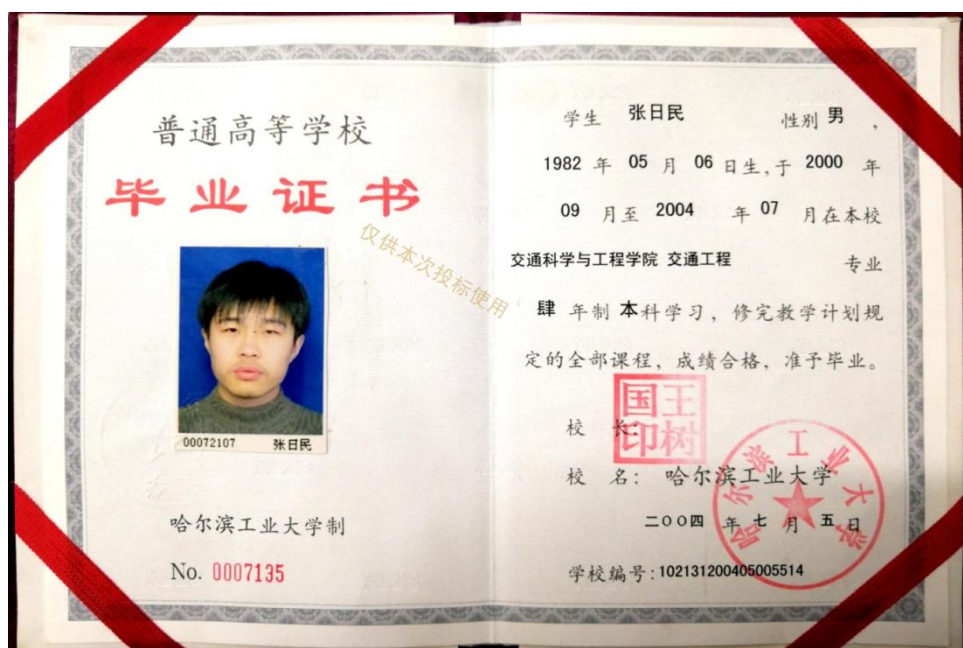 普通高等学校
毕业证书
仅供本次投标使用
00072107 张日民
哈尔滨工业大学制
No. 0007135
学生 张日民 性别 男 ,
1982 年 05 月 06 日生,于 2000 年
09 月至 2004 年 07 月在本校
交通科学与工程学院 交通工程 专业
肆 年制 本科学习，修完教学计划规
定的全部课程，成绩合格，准予毕业。
校 长:
王树国印
校 名: 哈尔滨工业大学
哈尔滨工业大学
二〇〇四 年 七 月 五 日
学校编号:102131200405005514